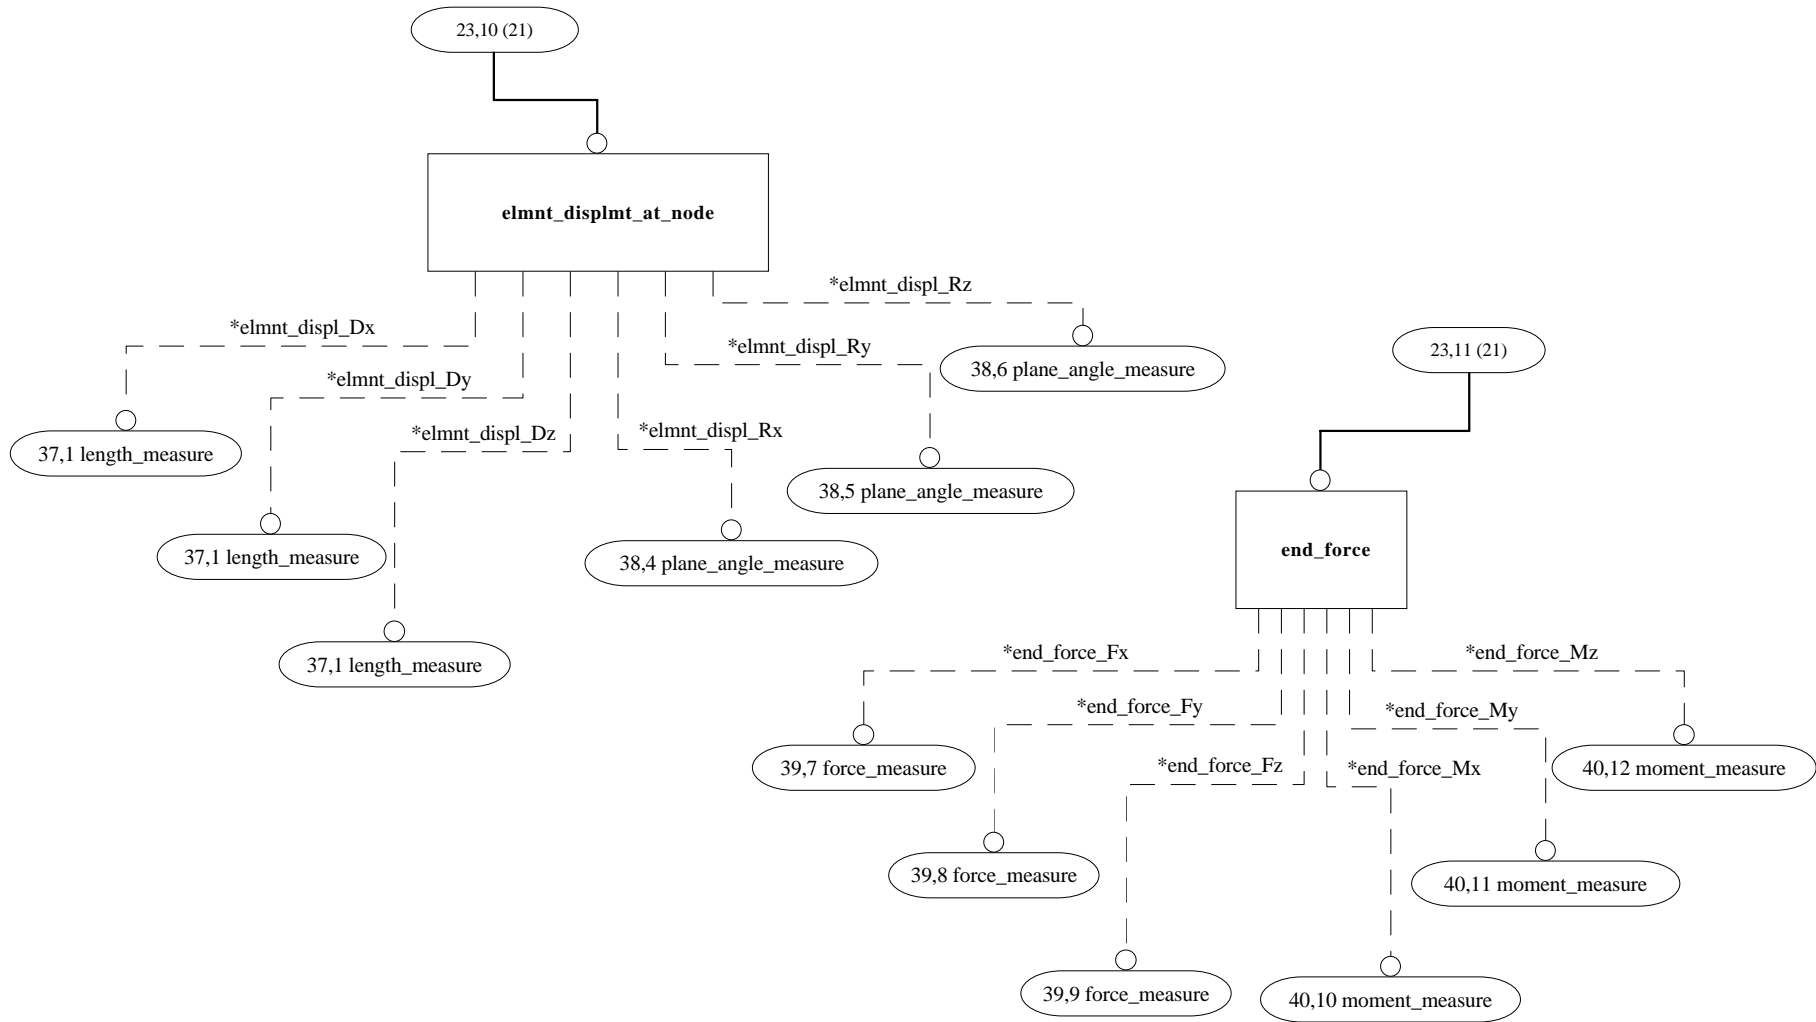 23,10 (21)
elmnt_displmt_at_node
*elmnt_displ_Rz
*elmnt_displ_Dx
*elmnt_displ_Ry
23,11 (21)
38,6 plane_angle_measure
*elmnt_displ_Dy
*elmnt_displ_Dz
*elmnt_displ_Rx
37,1 length_measure
38,5 plane_angle_measure
37,1 length_measure
38,4 plane_angle_measure
end_force
37,1 length_measure
*end_force_Fx
*end_force_Mz
*end_force_Fy
*end_force_My
*end_force_Fz
*end_force_Mx
39,7 force_measure
40,12 moment_measure
39,8 force_measure
40,11 moment_measure
39,9 force_measure
40,10 moment_measure